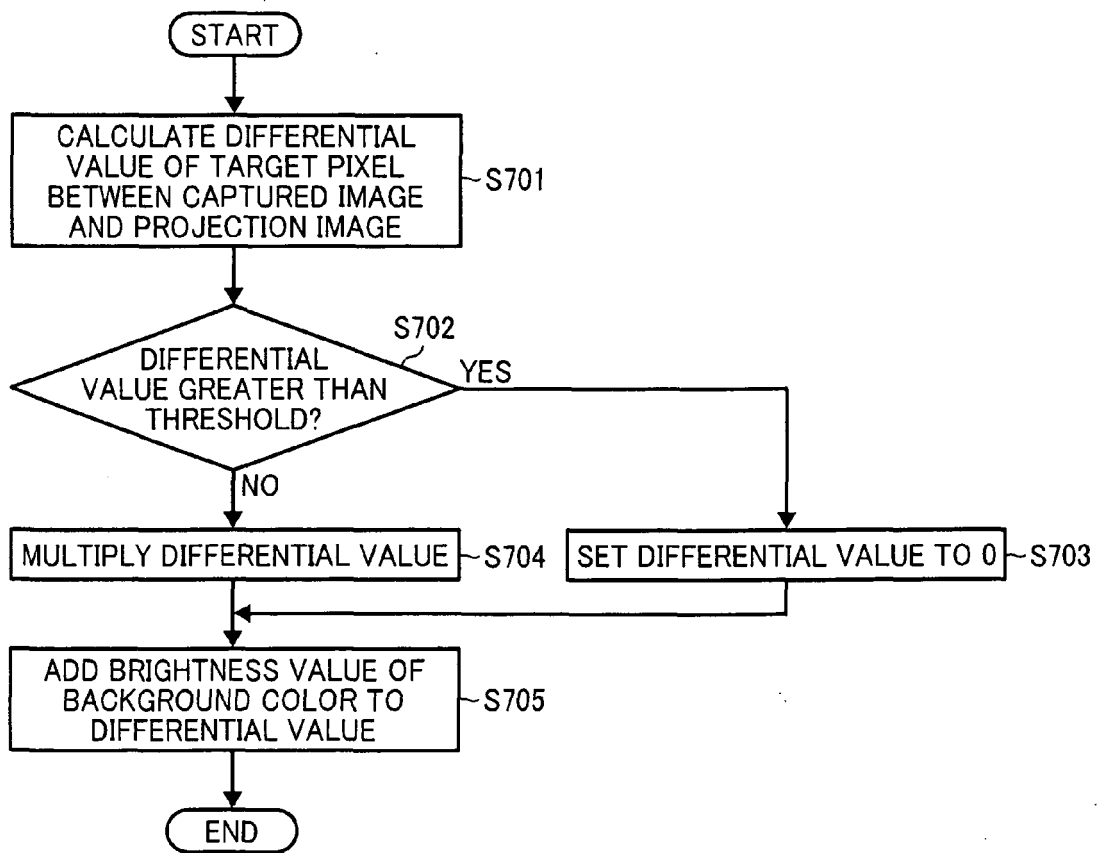 START
CALCULATE DIFFERENTIAL
VALUE OF TARGET PIXEL
BETWEEN CAPTURED IMAGE
AND PROJECTION IMAGE
S701
S702
DIFFERENTIAL
VALUE GREATER THAN
THRESHOLD?
YES
NO
MULTIPLY DIFFERENTIAL VALUE
S704
SET DIFFERENTIAL VALUE TO 0
S703
ADD BRIGHTNESS VALUE OF
BACKGROUND COLOR TO
DIFFERENTIAL VALUE
S705
END